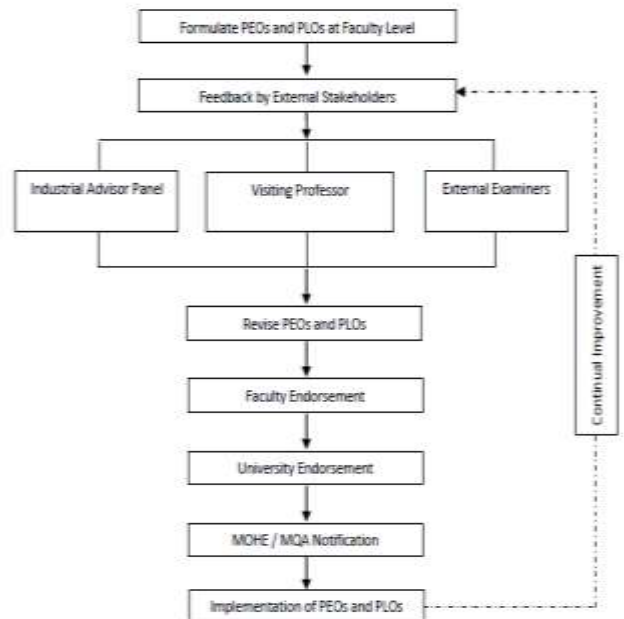 Formulate PEOs and PLOs at Faculty Level
Feedback by External Stakeholders
Industrial Advisor Panel
Visiting Professor
External Examiners
Continual Improvement
Revise PEOs and PLOs
Faculty Endorsement
University Endorsement
MOHE / MQA Notification
Implementation of PEOs and PLOs